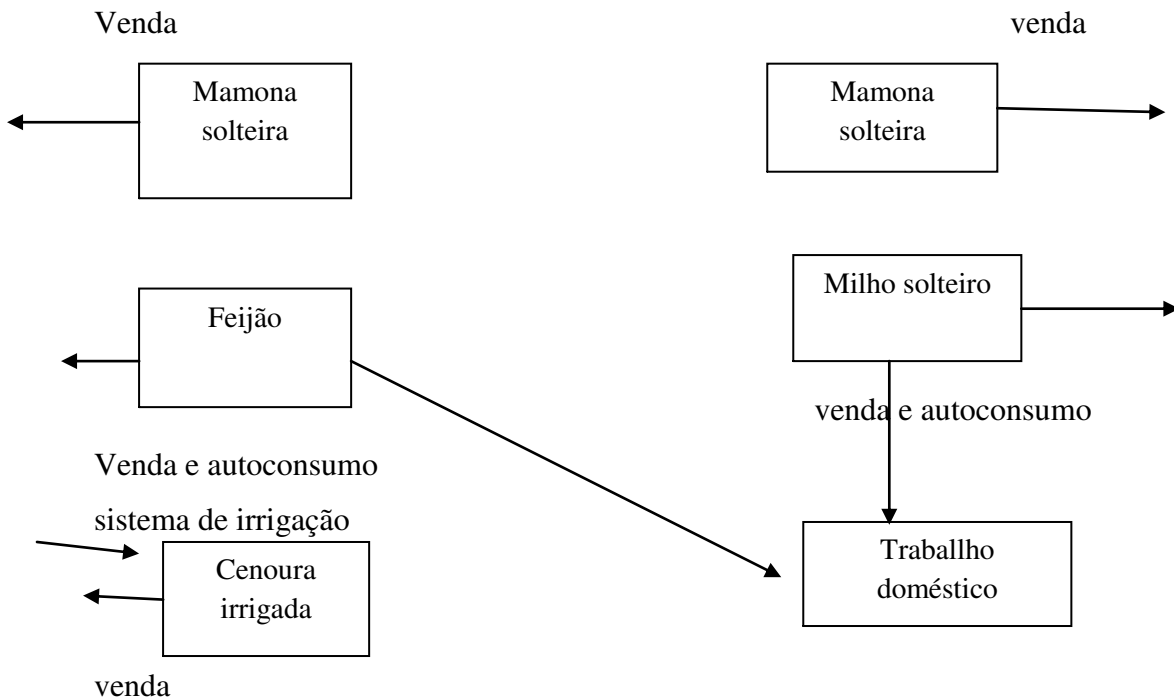 Venda
venda
Mamona
solteira
Mamona
solteira
Milho solteiro
Feijão
venda e autoconsumo
Venda e autoconsumo
sistema de irrigação
Cenoura
irrigada
Traballho
doméstico
venda